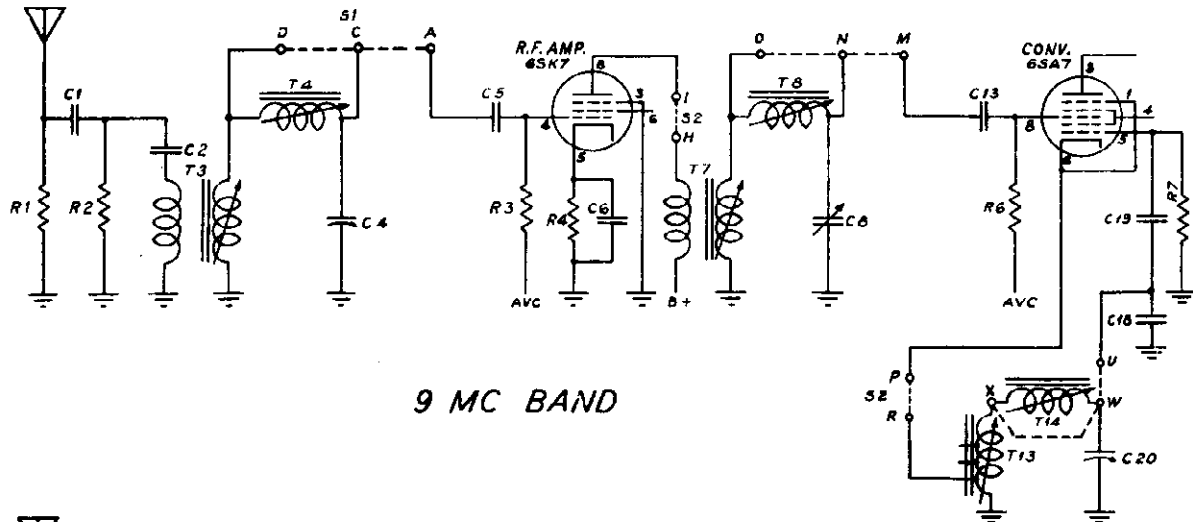 S1
D C A
R.F. AMP.
6SK7
8
O N M
CONV.
6SA7
3
T4
T8
C1
C5
3
6
I
S2
H
C13
1
4
4
8
5
C2
T3
5
6
T7
R1
R2
C4
R3
R4
C6
C8
R6
C19
R7
AVC
B+
AVC
C18
9 MC BAND
P
S2
R
U
X
W
T14
T13
C20